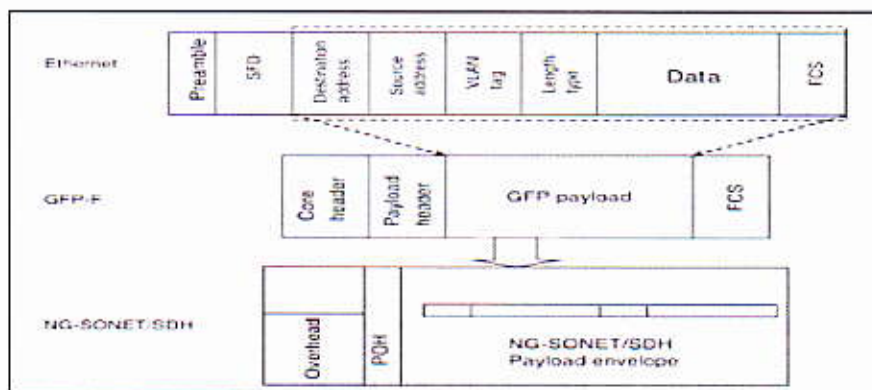 Ethernet
Preamble
SFD
Destination
address
Source
address
VLAN
tag
Length
type
Data
FCS
GFP-F
Core
header
Payload
header
GFP payload
FCS
NG-SONET/SDH
Overhead
POH
NG-SONET/SDH
Payload envelope